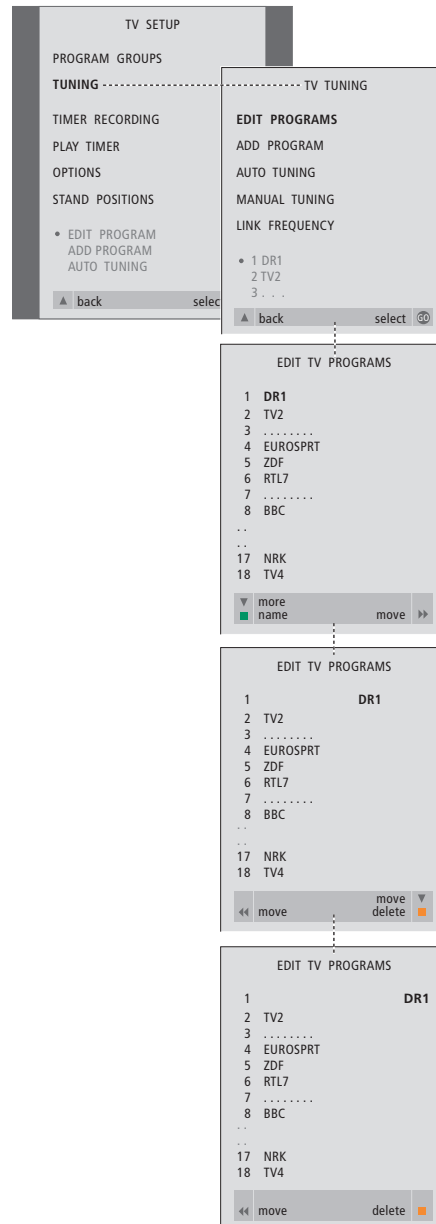 TV SETUP
PROGRAM GROUPS
TUNING
TIMER RECORDING
PLAY TIMER
OPTIONS
STAND POSITIONS
• EDIT PROGRAM
ADD PROGRAM
AUTO TUNING
▲ back selec
TV TUNING
EDIT PROGRAMS
ADD PROGRAM
AUTO TUNING
MANUAL TUNING
LINK FREQUENCY
• 1 DR1
2 TV2
3 . . .
▲ back select GO
EDIT TV PROGRAMS
1 DR1
2 TV2
3 ........
4 EUROSPRT
5 ZDF
6 RTL7
7 ........
8 BBC
. .
. .
17 NRK
18 TV4
▼ more
name move
EDIT TV PROGRAMS
1 DR1
2 TV2
3 ........
4 EUROSPRT
5 ZDF
6 RTL7
7 ........
8 BBC
. .
. .
17 NRK
18 TV4
move ▼
move delete
EDIT TV PROGRAMS
1 DR1
2 TV2
3 ........
4 EUROSPRT
5 ZDF
6 RTL7
7 ........
8 BBC
. .
. .
17 NRK
18 TV4
move delete